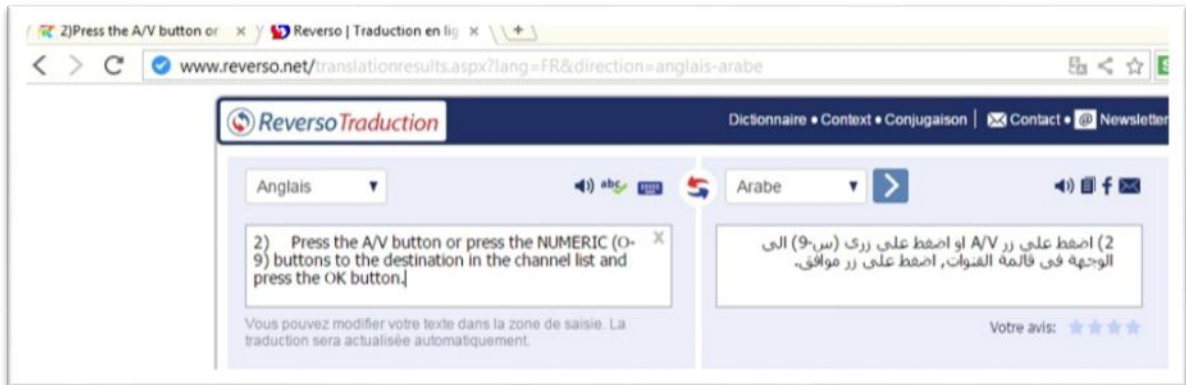 2)Press the A/V button or
Reverso | Traduction en lig
www.reverso.net/translationresults.aspx?lang=FR&direction=anglais-arabe
Reverso Traduction
Dictionnaire • Context • Conjugaison | Contact • @ Newsletter
Anglais
abc
Arabe
2) Press the A/V button or press the NUMERIC (O-
9) buttons to the destination in the channel list and
press the OK button.
2) اضغط على زر A/V او اضغط على زرى (س-9) الى
الوجهة فى قائمة القنوات, اضغط على زر موافق.
Vous pouvez modifier votre texte dans la zone de saisie. La
traduction sera actualisée automatiquement.
Votre avis: